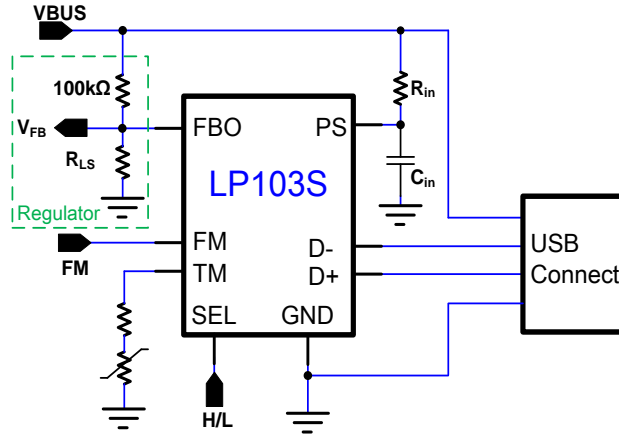 VBUS
100kΩ
Rin
VFB
FBO
PS
RLS
LP103S
Cin
Regulator
FM
FM
TM
D-
D+
USB
Connect
SEL
GND
H/L